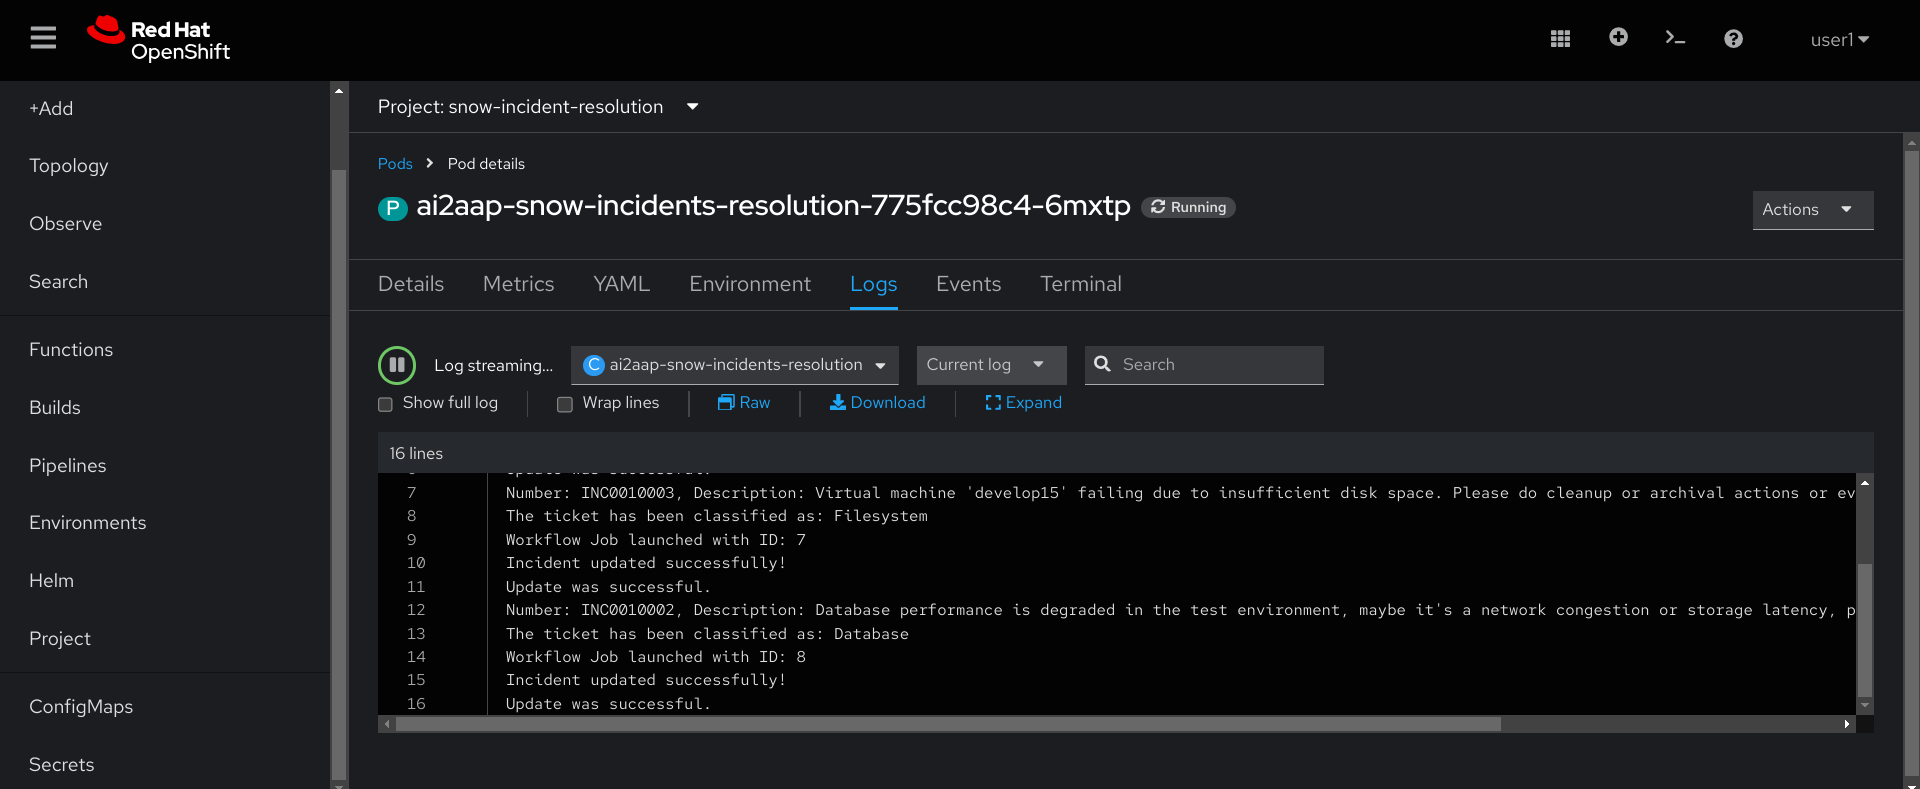 Red Hat
OpenShift
user1
+Add
Topology
Observe
Search
Functions
Builds
Pipelines
Environments
Helm
Project
ConfigMaps
Secrets
Project: snow-incident-resolution
Pods > Pod details
P ai2aap-snow-incidents-resolution-775fcc98c4-6mxtp Running
Actions
Details Metrics YAML Environment Logs Events Terminal
Log streaming... C ai2aap-snow-incidents-resolution Current log Search
Show full log Wrap lines Raw Download Expand
16 lines
7 Number: INC0010003, Description: Virtual machine 'develop15' failing due to insufficient disk space. Please do cleanup or archival actions or ev
8 The ticket has been classified as: Filesystem
9 Workflow Job launched with ID: 7
10 Incident updated successfully!
11 Update was successful.
12 Number: INC0010002, Description: Database performance is degraded in the test environment, maybe it's a network congestion or storage latency, p
13 The ticket has been classified as: Database
14 Workflow Job launched with ID: 8
15 Incident updated successfully!
16 Update was successful.